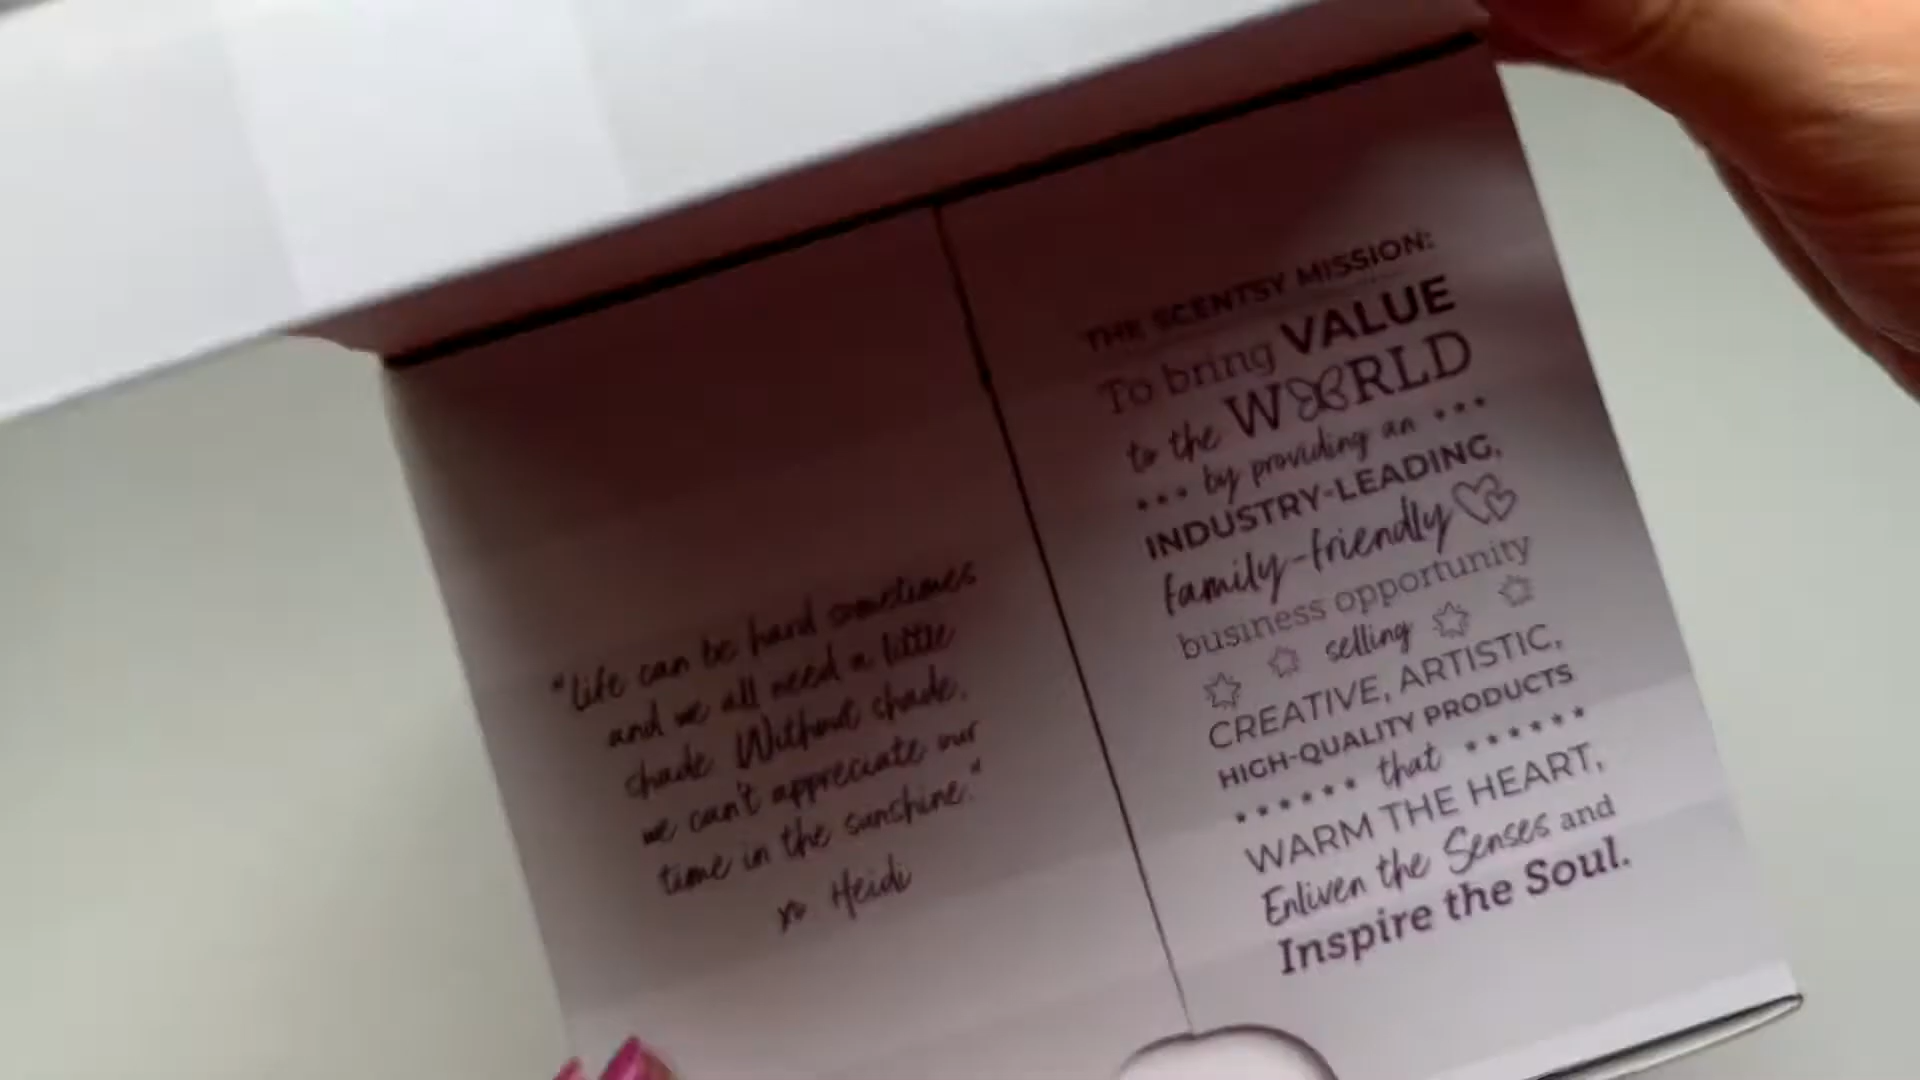 "Life can be hard sometimes
and we all need a little
shade. Without shade,
we can't appreciate our
time in the sunshine."
xo Heidi
THE SCENTSY MISSION:
To bring VALUE
to the WORLD
by providing an
INDUSTRY-LEADING,
family-friendly
business opportunity
selling
CREATIVE, ARTISTIC,
HIGH-QUALITY PRODUCTS
that
WARM THE HEART,
Enliven the Senses and
Inspire the Soul.